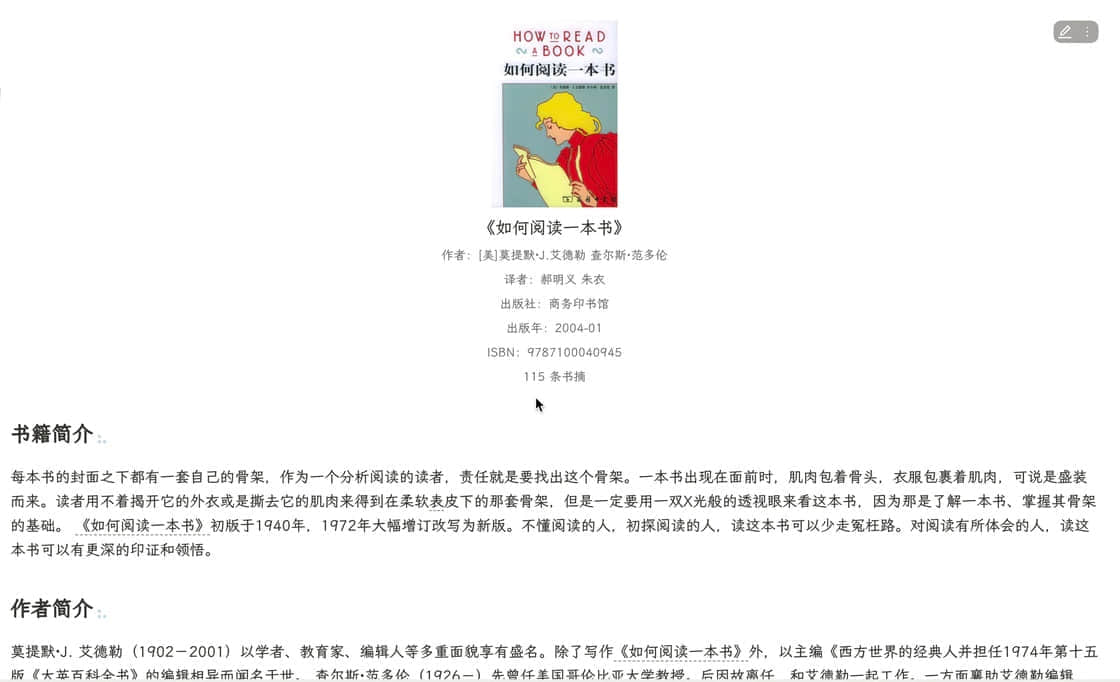 HOW TO READ
A BOOK
如何阅读一本书
《如何阅读一本书》
作者：[美]莫提默·J.艾德勒 查尔斯·范多伦
译者：郝明义 朱衣
出版社：商务印书馆
出版年：2004-01
ISBN：9787100040945
115 条书摘
书籍简介
每本书的封面之下都有一套自己的骨架，作为一个分析阅读的读者，责任就是要找出这个骨架。一本书出现在面前时，肌肉包着骨头，衣服包裹着肌肉，可说是盛装
而来。读者用不着揭开它的外衣或是撕去它的肌肉来得到在柔软表皮下的那套骨架，但是一定要用一双X光般的透视眼来看这本书，因为那是了解一本书、掌握其骨架
的基础。 《如何阅读一本书》初版于1940年，1972年大幅增订改写为新版。不懂阅读的人，初探阅读的人，读这本书可以少走冤枉路。对阅读有所体会的人，读这
本书可以有更深的印证和领悟。
作者简介
莫提默·J. 艾德勒（1902－2001）以学者、教育家、编辑人等多重面貌享有盛名。除了写作《如何阅读一本书》外，以主编《西方世界的经典人并担任1974年第十五
版《大英百科全书》的编辑相导而闻名于世。 查尔斯·范多伦（1926－）先曾任美国哥伦比亚大学教授。后因故离任，和艾德勒一起工作。一方面襄助艾德勒编辑